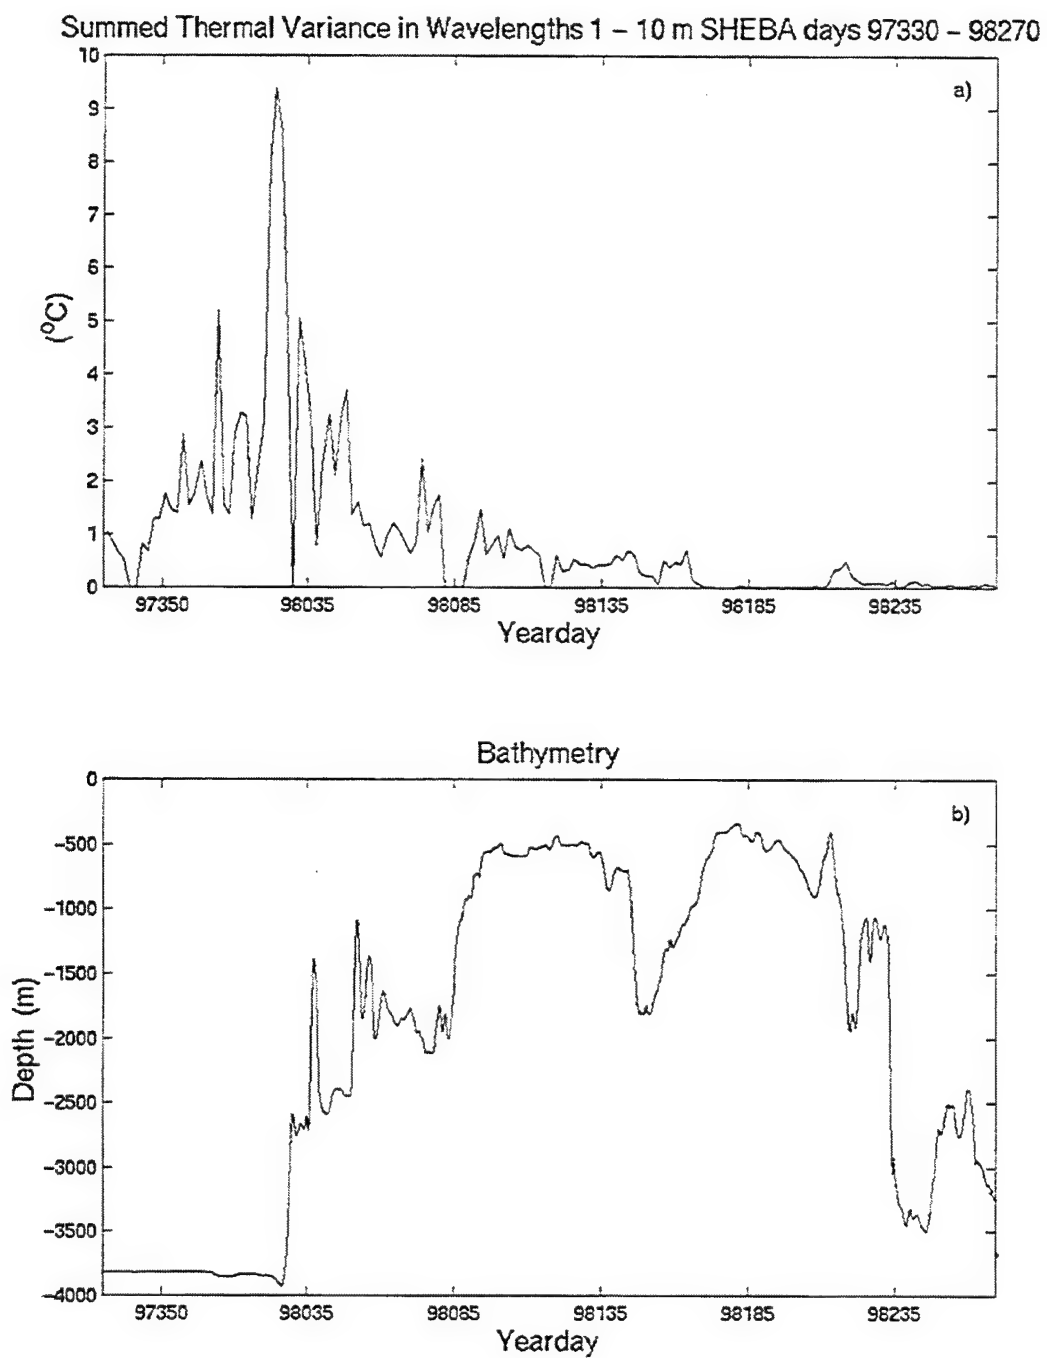 Summed Thermal Variance in Wavelengths 1 – 10 m SHEBA days 97330 – 98270
a)
10
9
8
7
6
5
4
3
2
1
0
(°C)
97350 98035 98085 98135 98185 98235
Yearday
Bathymetry
b)
0
−500
−1000
−1500
−2000
−2500
−3000
−3500
−4000
Depth (m)
97350 98035 98085 98135 98185 98235
Yearday